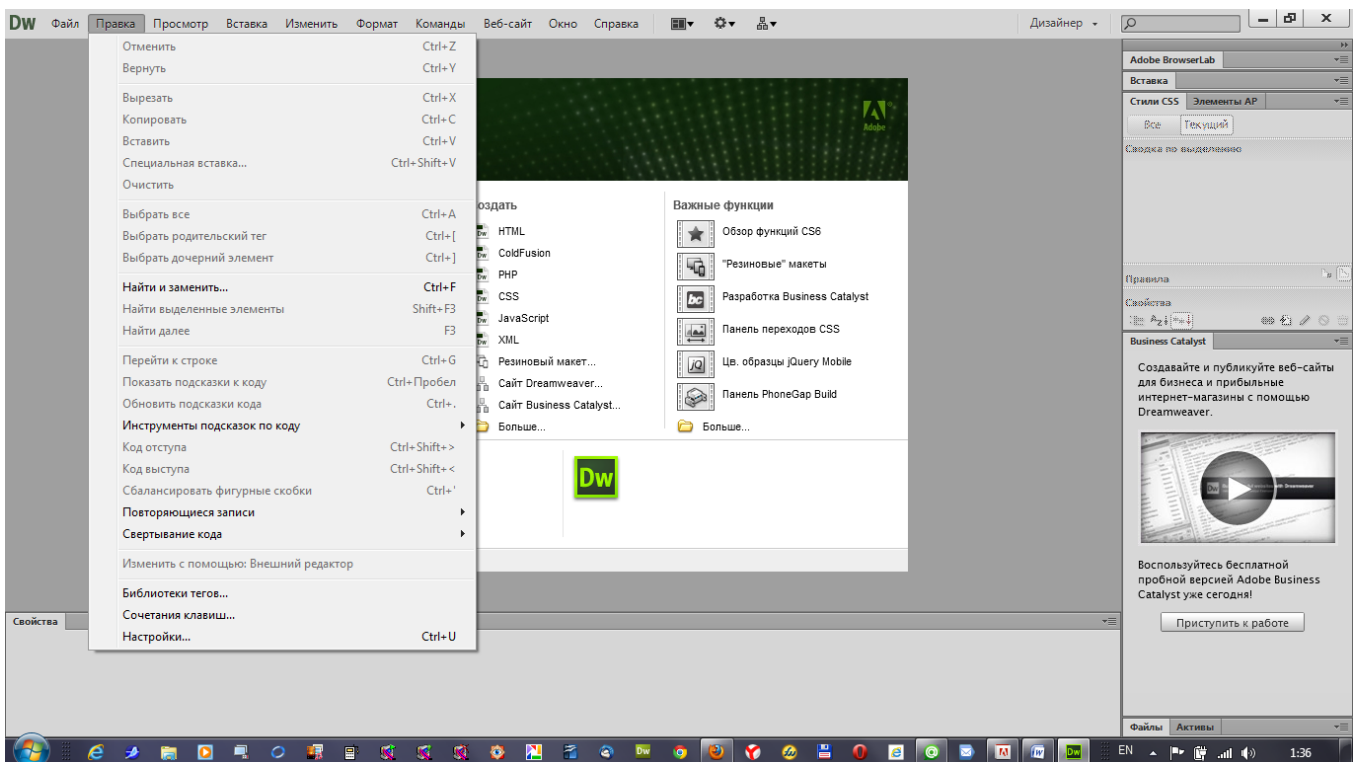 DW Файл Правка Просмотр Вставка Изменить Формат Команды Веб-сайт Окно Справка Дизайнер
Отменить Ctrl+Z
Вернуть Ctrl+Y
Вырезать Ctrl+X
Копировать Ctrl+C
Вставить Ctrl+V
Специальная вставка... Ctrl+Shift+V
Очистить
Выбрать все Ctrl+A
Выбрать родительский тег Ctrl+[
Выбрать дочерний элемент Ctrl+]
Найти и заменить... Ctrl+F
Найти выделенные элементы Shift+F3
Найти далее F3
Перейти к строке Ctrl+G
Показать подсказки к коду Ctrl+Пробел
Обновить подсказки кода Ctrl+.
Инструменты подсказок по коду
Код отступа Ctrl+Shift+>
Код выступа Ctrl+Shift+<
Сбалансировать фигурные скобки Ctrl+'
Повторяющиеся записи
Свертывание кода
Изменить с помощью: Внешний редактор
Библиотеки тегов...
Сочетания клавиш...
Настройки... Ctrl+U
Adobe
оздать
HTML
ColdFusion
PHP
CSS
JavaScript
XML
Резиновый макет...
Сайт Dreamweaver...
Сайт Business Catalyst...
Больше...
Важные функции
Обзор функций CS6
"Резиновые" макеты
Разработка Business Catalyst
Панель переходов CSS
Цв. образцы jQuery Mobile
Панель PhoneGap Build
Больше...
Dw
Adobe BrowserLab
Вставка
Стили CSS Элементы AP
Все Текущий
Сводка по выделению
Правила
Свойства
Business Catalyst
Создавайте и публикуйте веб-сайты
для бизнеса и прибыльные
интернет-магазины с помощью
Dreamweaver.
Воспользуйтесь бесплатной
пробной версией Adobe Business
Catalyst уже сегодня!
Приступить к работе
Файлы Активы
Свойства
EN 1:36